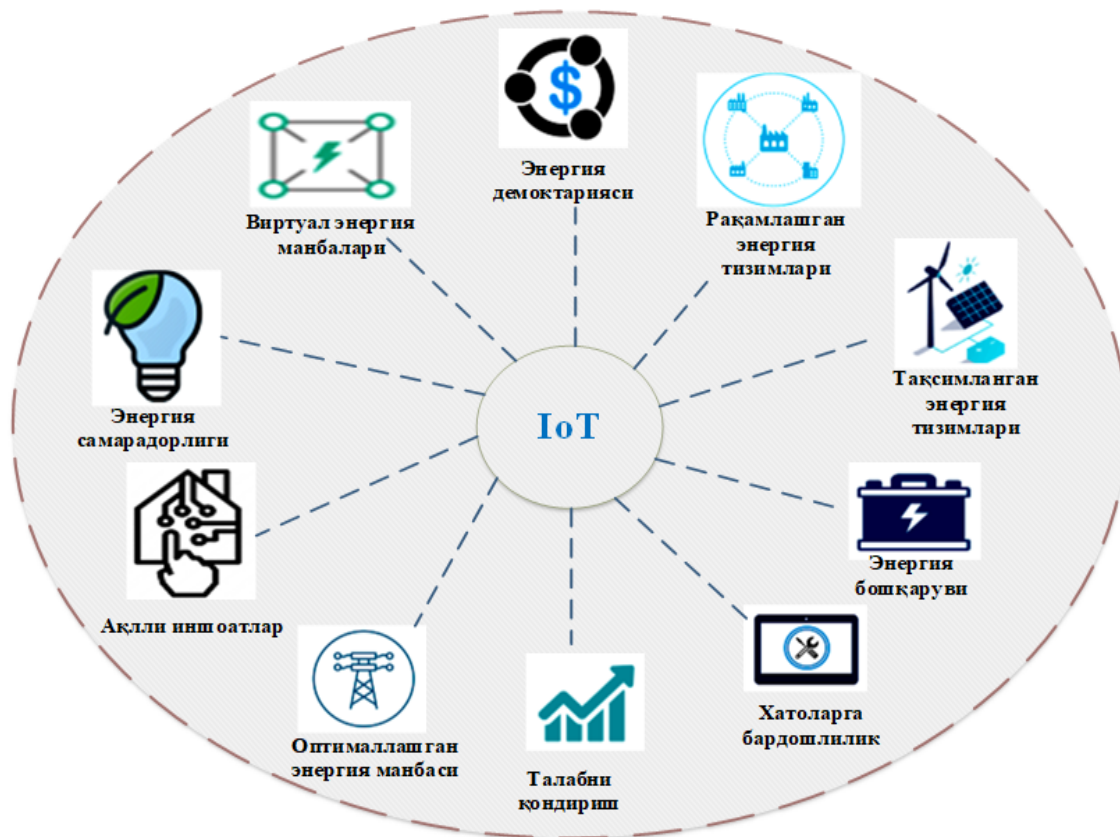 Энергия
демоктарияси
Виртуал энергия
манбалари
Рақамлашган
энергия
тизимлари
Тақсимланган
энергия
тизимлари
Энергия
самарадорлиги
IoT
Энергия
бошқаруви
Ақлли иншоатлар
Хатоларга
бардошлилик
Оптималлашган
энергия манбаси
Талабни
қондириш